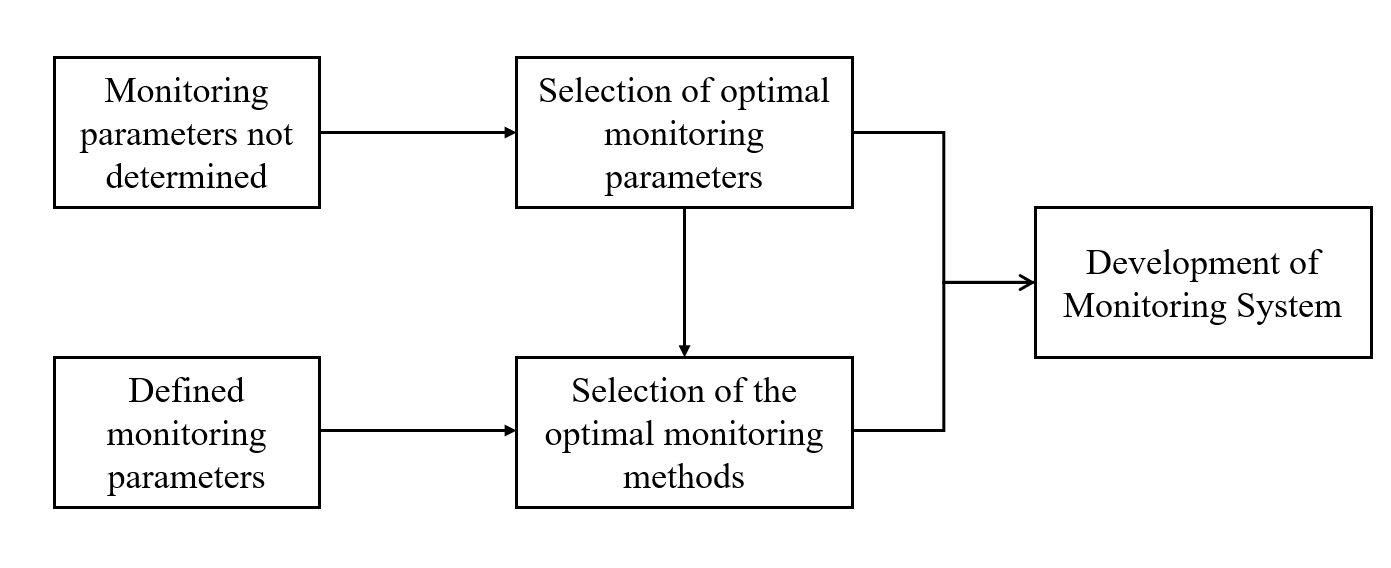 Monitoring
parameters not
determined
Selection of optimal
monitoring
parameters
Development of
Monitoring System
Defined
monitoring
parameters
Selection of the
optimal monitoring
methods